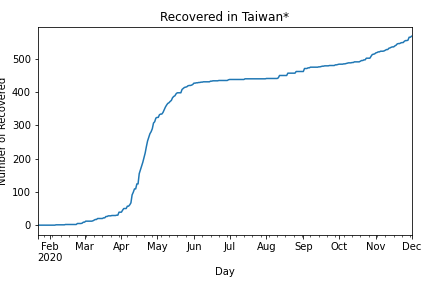 Recovered in Taiwan*
Number of Recovered
500
400
300
200
100
0
Feb Mar Apr May Jun Jul Aug Sep Oct Nov Dec
2020
Day